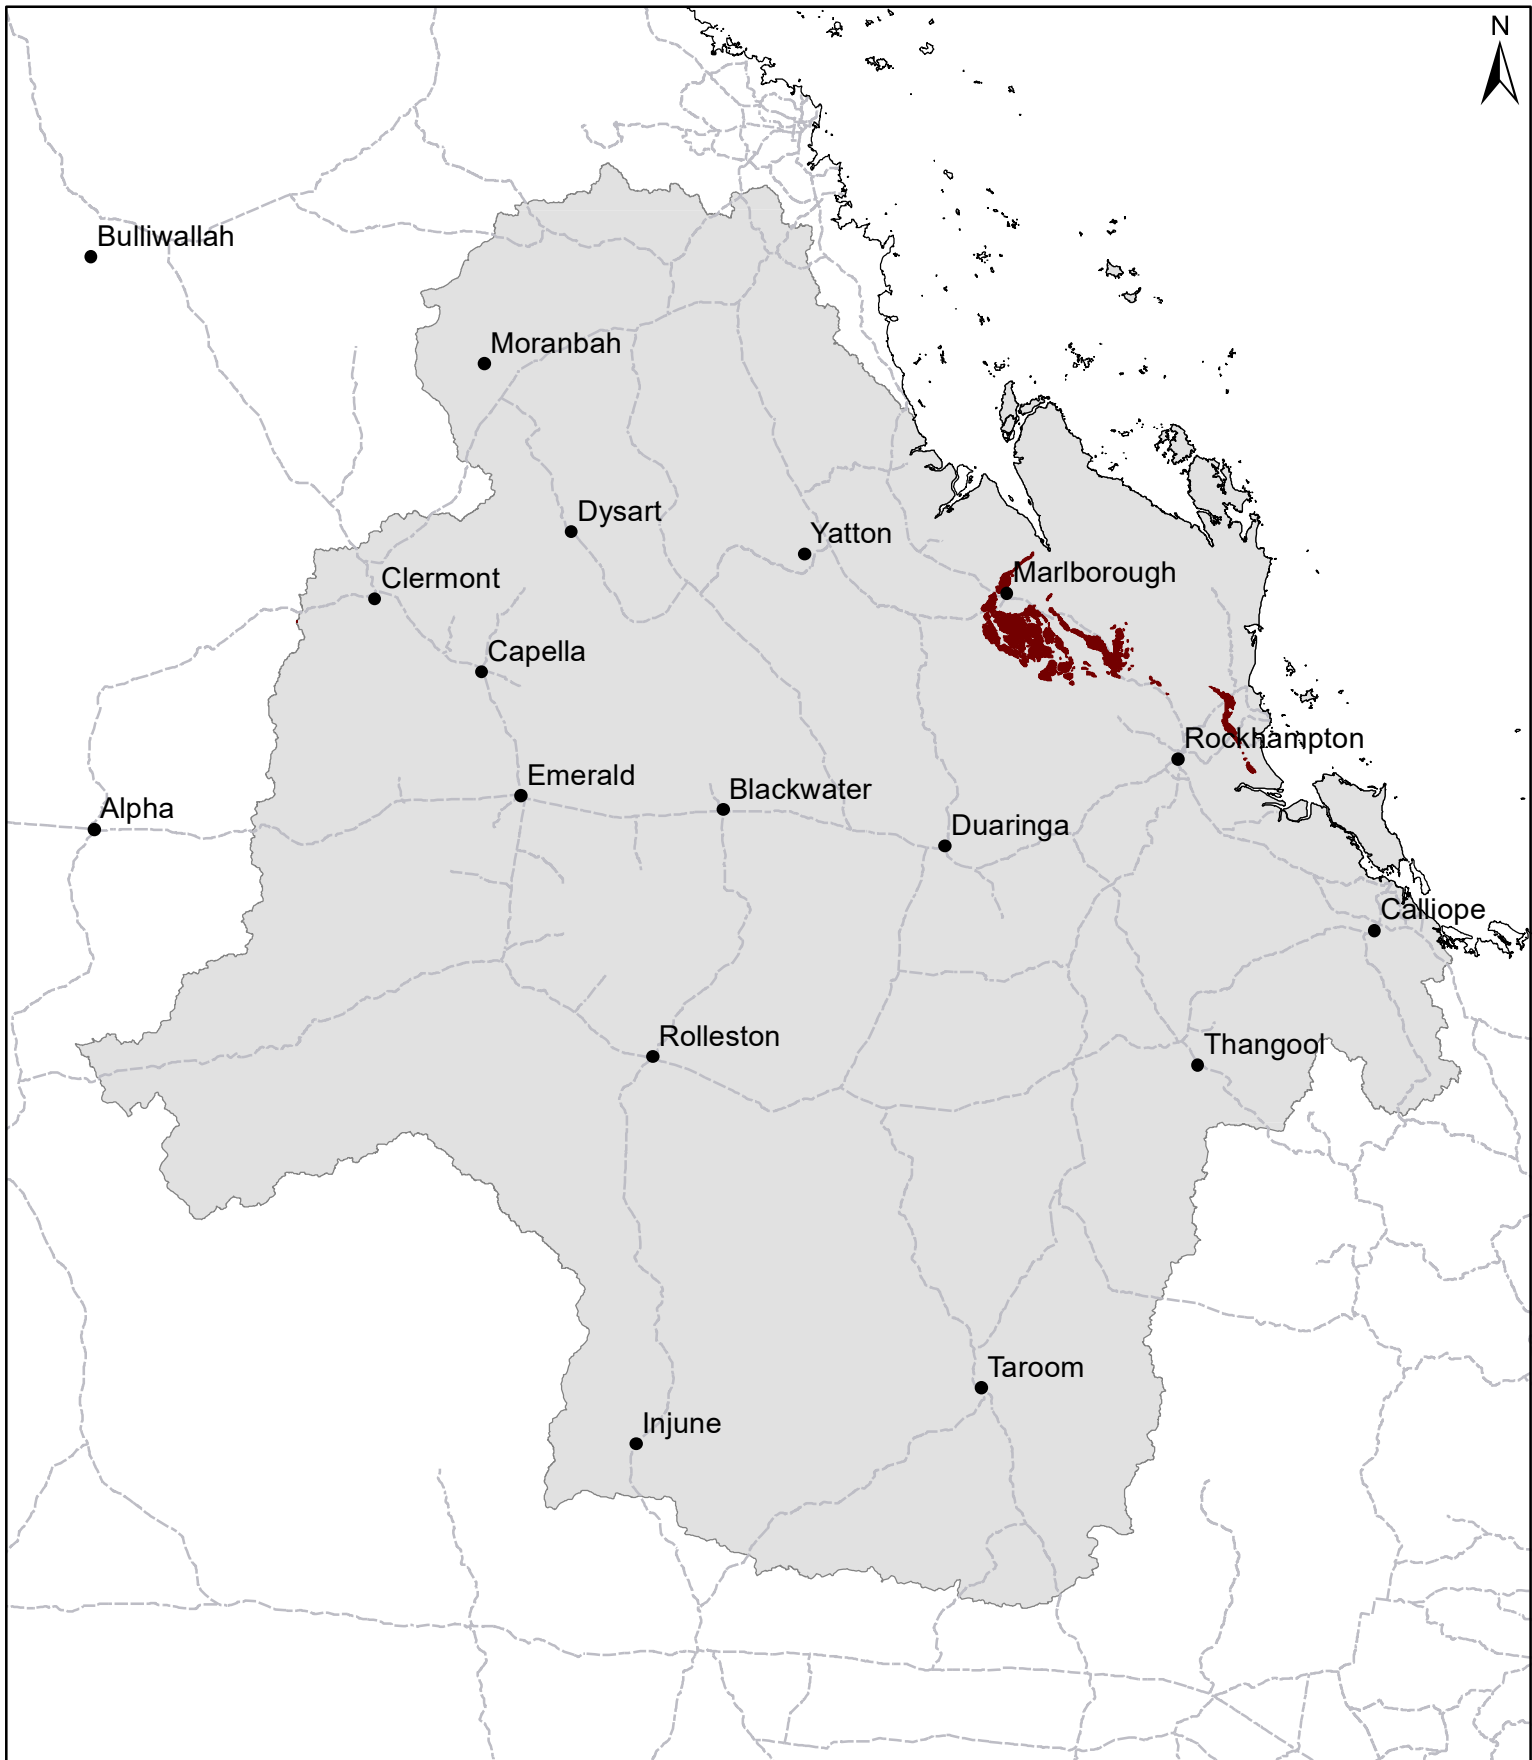 N
Bulliwallah
Moranbah
Dysart
Yatton
Marlborough
Clermont
Capella
Rockhampton
Emerald
Blackwater
Alpha
Duaringa
Calliope
Rolleston
Thangool
Taroom
Injune